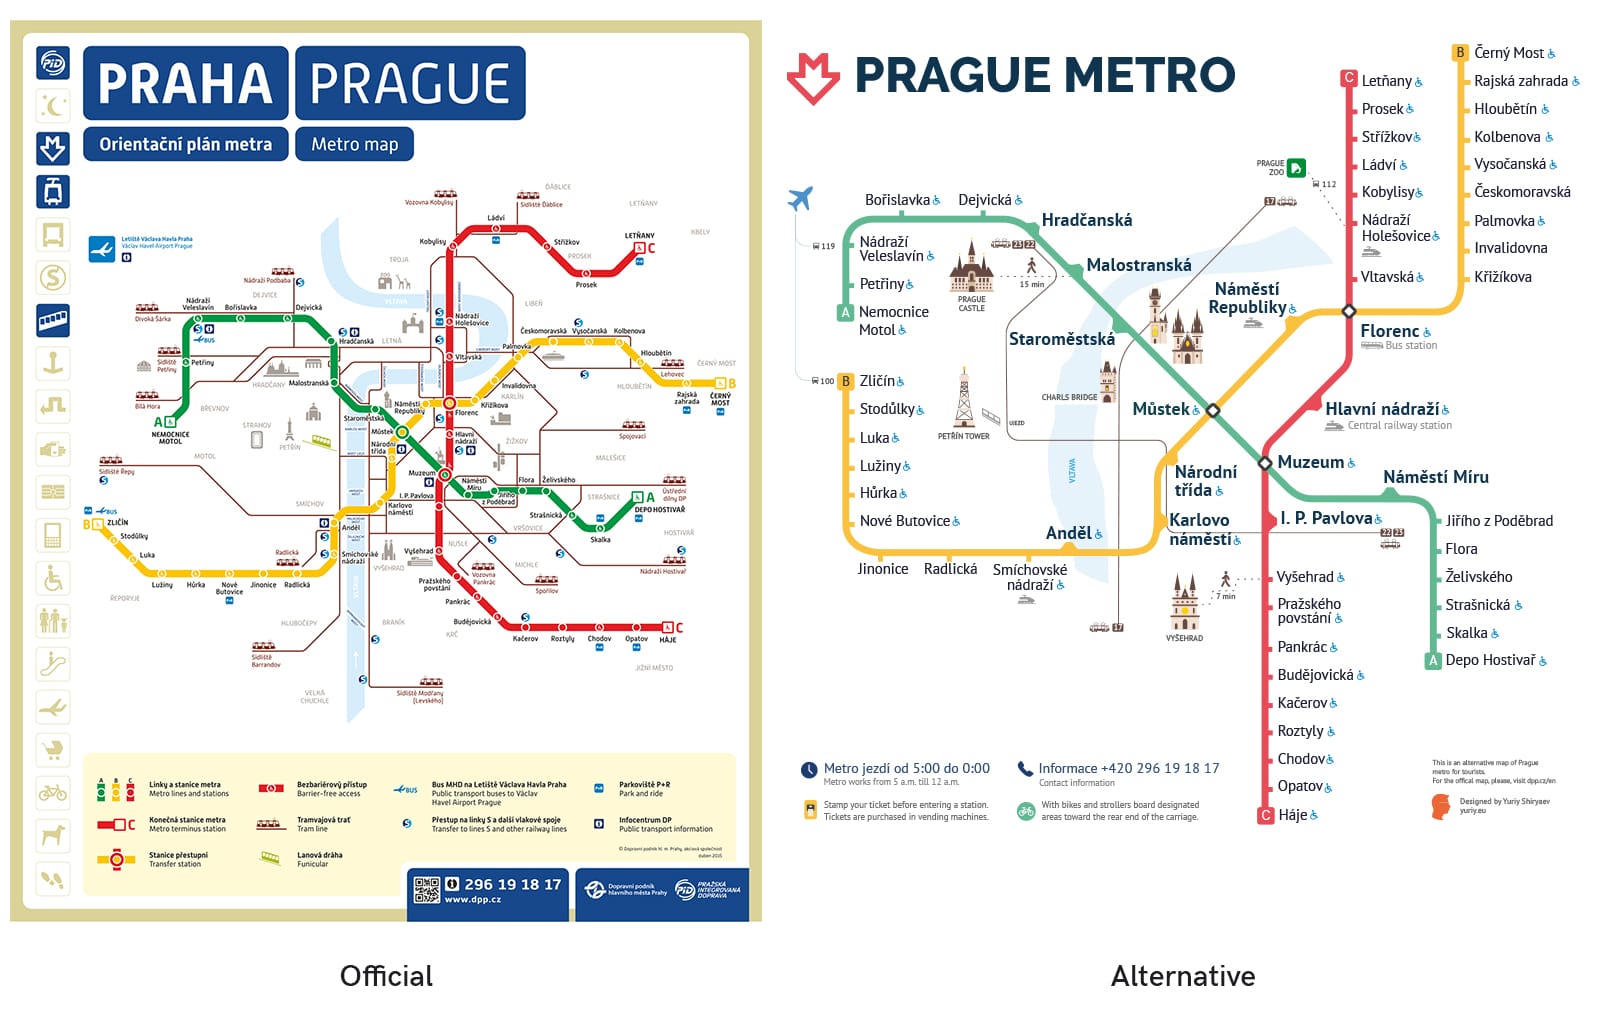 PiD
PRAHA
PRAGUE
Orientační plán metra
Metro map
Letiště Václava Havla Praha
Václav Havel Airport Prague
ĎÁBLICE
Vozovna Kobylisy
Sídliště Ďáblice
LETŇANY
Ládví
KBELY
Kobylisy
Střížkov
LETŇANY
C
PROSEK
Prosek
TROJA
ZOO
Nádraží Podbaba
DEJVICE
Nádraží
Veleslavín
Bořislavka
Dejvická
Divoká Šárka
VLTAVA
LIBEŇ
Nádraží
Holešovice
Hradčanská
LETNÁ
BUS
Českomoravská
Vysočanská
Kolbenova
Palmovka
Hloubětín
Sídliště
Petřiny
Petřiny
Vltavská
ČERNÝ MOST
Lehovec
HRADČANY
Malostranská
Invalidovna
HLOUBĚTÍN
B
Rajská
zahrada
ČERNÝ
MOST
Bílá Hora
BŘEVNOV
KARLÍN
Náměstí
Republiky
Florenc
Křižíkova
A
NEMOCNICE
MOTOL
Staroměstská
STRAHOV
PETŘÍN
Můstek
Hlavní
nádraží
ŽIŽKOV
Spojovací
Národní
třída
MOTOL
MALEŠICE
Sídliště Řepy
Muzeum
Náměstí
Míru
Jiřího
z Poděbrad
Flora
Želivského
STRAŠNICE
Ústřední
dílny DP
A
DEPO HOSTIVAŘ
I. P. Pavlova
SMÍCHOV
Karlovo
náměstí
Strašnická
BUS
B
ZLIČÍN
Anděl
VRŠOVICE
Skalka
HOSTIVAŘ
Stodůlky
NUSLE
Luka
Radlická
Smíchovské
nádraží
Vyšehrad
VYŠEHRAD
MICHLE
Nádraží Hostivař
Lužiny
Hůrka
Nové
Butovice
Jinonice
Radlická
Vozovna
Pankrác
Pražského
povstání
Spořilov
ŘEPORYJE
Pankrác
HLUBOČEPY
BRANÍK
Budějovická
KRČ
Kačerov
Roztyly
Chodov
Opatov
HÁJE
C
Sídliště
Barrandov
JIŽNÍ MĚSTO
VELKÁ
CHUCHLE
Sídliště Modřany
(Levského)
A B C
Linky a stanice metra
Metro lines and stations
Bezbariérový přístup
Barrier-free access
BUS
Bus MHD na Letiště Václava Havla Praha
Public transport buses to Václav
Havel Airport Prague
Parkoviště P+R
Park and ride
C
Konečná stanice metra
Metro terminus station
Tramvajová trať
Tram line
Přestup na linky S a další vlakové spoje
Transfer to lines S and other railway lines
Infocentrum DP
Public transport information
Stanice přestupní
Transfer station
Lanová dráha
Funicular
© Dopravní podnik hl. m. Prahy, akciová společnost
duben 2015
296 19 18 17
www.dpp.cz
Dopravní podnik
hlavního města Prahy
PiD
PRAŽSKÁ
INTEGROVANÁ
DOPRAVA
Official
PRAGUE METRO
B
Černý Most
Rajská zahrada
Hloubětín
Kolbenova
Vysočanská
Českomoravská
Palmovka
Invalidovna
Křižíkova
C
Letňany
Prosek
Střížkov
Ládví
Kobylisy
Nádraží
Holešovice
Vltavská
PRAGUE
ZOO
112
17
Bořislavka
Dejvická
Hradčanská
119
Nádraží
Veleslavín
Petřiny
A
Nemocnice
Motol
23
22
15 min
PRAGUE
CASTLE
Malostranská
Náměstí
Republiky
Staroměstská
Florenc
Bus station
100
B
Zličín
Stodůlky
Luka
Lužiny
Hůrka
Nové Butovice
CHARLS BRIDGE
PETŘÍN TOWER
UJEZD
Můstek
Hlavní nádraží
Central railway station
VLTAVA
Muzeum
Náměstí Míru
Národní
třída
Karlovo
náměstí
I. P. Pavlova
22
23
Anděl
Jinonice
Radlická
Smíchovské
nádraží
Jiřího z Poděbrad
Flora
Želivského
Strašnická
Skalka
A
Depo Hostivař
17
VYŠEHRAD
7 min
Vyšehrad
Pražského
povstání
Pankrác
Budějovická
Kačerov
Roztyly
Chodov
Opatov
C
Háje
Metro jezdí od 5:00 do 0:00
Metro works from 5 a.m. till 12 a.m.
Informace +420 296 19 18 17
Contact information
Stamp your ticket before entering a station.
Tickets are purchased in vending machines.
With bikes and strollers board designated
areas toward the rear end of the carriage.
This is an alternative map of Prague
metro for tourists.
For the offical map, please, visit dpp.cz/en
Designed by Yuriy Shiryaev
yuriy.eu
Alternative